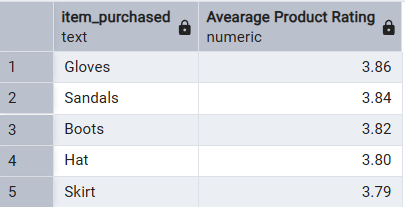 item_purchased Avearage Product Rating
text numeric
1 Gloves 3.86
2 Sandals 3.84
3 Boots 3.82
4 Hat 3.80
5 Skirt 3.79